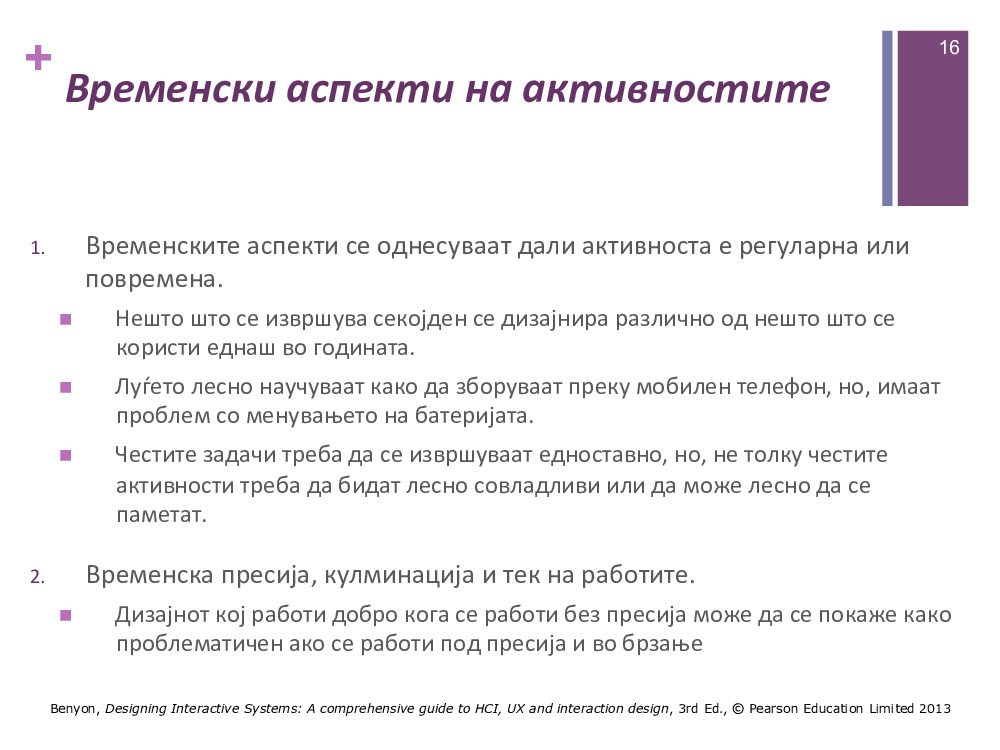 16
+
Временски аспекти на активностите
1. Временските аспекти се однесуваат дали активноста е регуларна или
повремена.
■ Нешто што се извршува секојден се дизајнира различно од нешто што се
користи еднаш во годината.
■ Луѓето лесно научуваат како да зборуваат преку мобилен телефон, но, имаат
проблем со менувањето на батеријата.
■ Честите задачи треба да се извршуваат едноставно, но, не толку честите
активности треба да бидат лесно совладливи или да може лесно да се
паметат.
2. Временска пресија, кулминација и тек на работите.
■ Дизајнот кој работи добро кога се работи без пресија може да се покаже како
проблематичен ако се работи под пресија и во брзање
Benyon, Designing Interactive Systems: A comprehensive guide to HCI, UX and interaction design, 3rd Ed., © Pearson Education Limited 2013